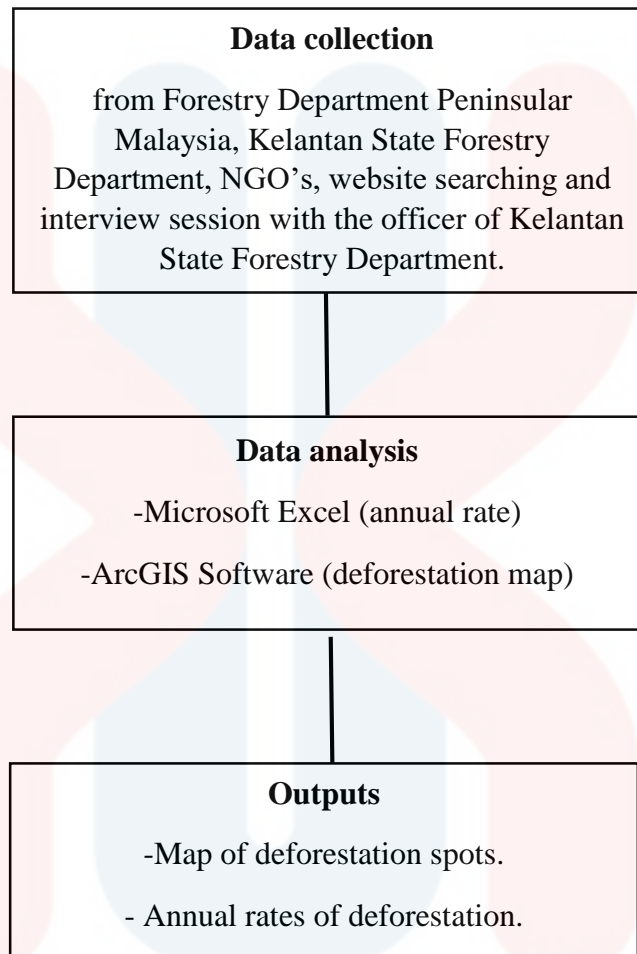 Data collection
from Forestry Department Peninsular
Malaysia, Kelantan State Forestry
Department, NGO’s, website searching and
interview session with the officer of Kelantan
State Forestry Department.
Data analysis
-Microsoft Excel (annual rate)
-ArcGIS Software (deforestation map)
Outputs
-Map of deforestation spots.
- Annual rates of deforestation.